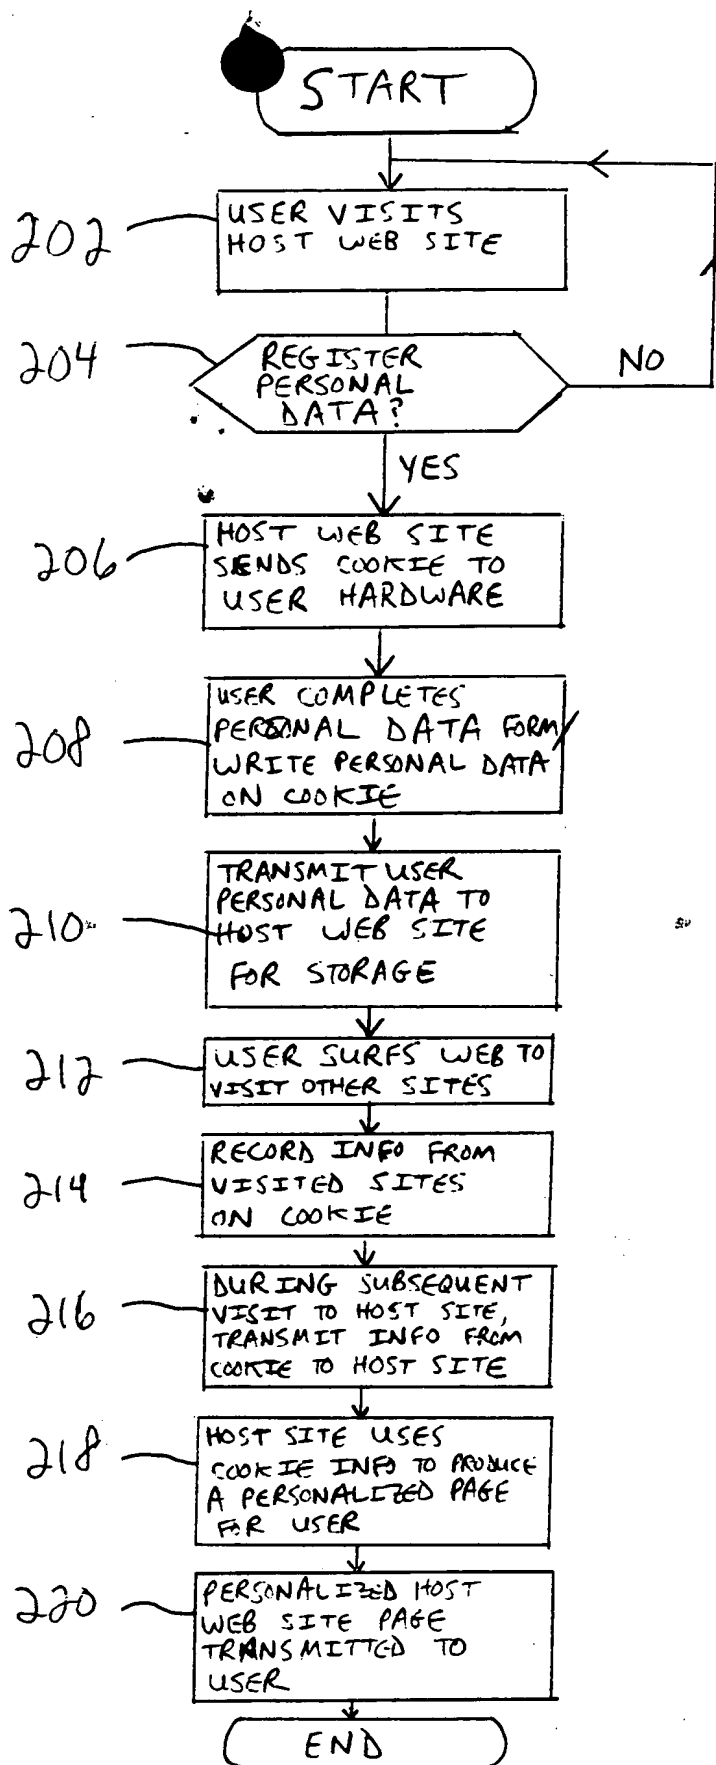 START
202
USER VISITS
HOST WEB SITE
204
REGISTER
PERSONAL
DATA?
NO
YES
206
HOST WEB SITE
SENDS COOKIE TO
USER HARDWARE
208
USER COMPLETES
PERSONAL DATA FORM/
WRITE PERSONAL DATA
ON COOKIE
210
TRANSMIT USER
PERSONAL DATA TO
HOST WEB SITE
FOR STORAGE
212
USER SURFS WEB TO
VISIT OTHER SITES
214
RECORD INFO FROM
VISITED SITES
ON COOKIE
216
DURING SUBSEQUENT
VISIT TO HOST SITE,
TRANSMIT INFO FROM
COOKIE TO HOST SITE
218
HOST SITE USES
COOKIE INFO TO PRODUCE
A PERSONALIZED PAGE
FOR USER
220
PERSONALIZED HOST
WEB SITE PAGE
TRANSMITTED TO
USER
END